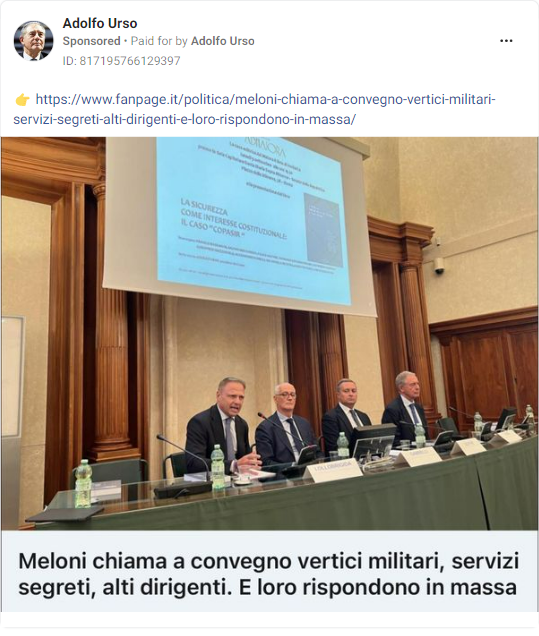 Adolfo Urso
Sponsored • Paid for by Adolfo Urso
ID: 817195766129397
👉 https://www.fanpage.it/politica/meloni-chiama-a-convegno-vertici-militari-
servizi-segreti-alti-dirigenti-e-loro-rispondono-in-massa/
LA SICUREZZA
COME INTERESSE COSTITUZIONALE:
IL CASO "COPASIR"
LOLLOBRIGIDA
Meloni chiama a convegno vertici militari, servizi
segreti, alti dirigenti. E loro rispondono in massa